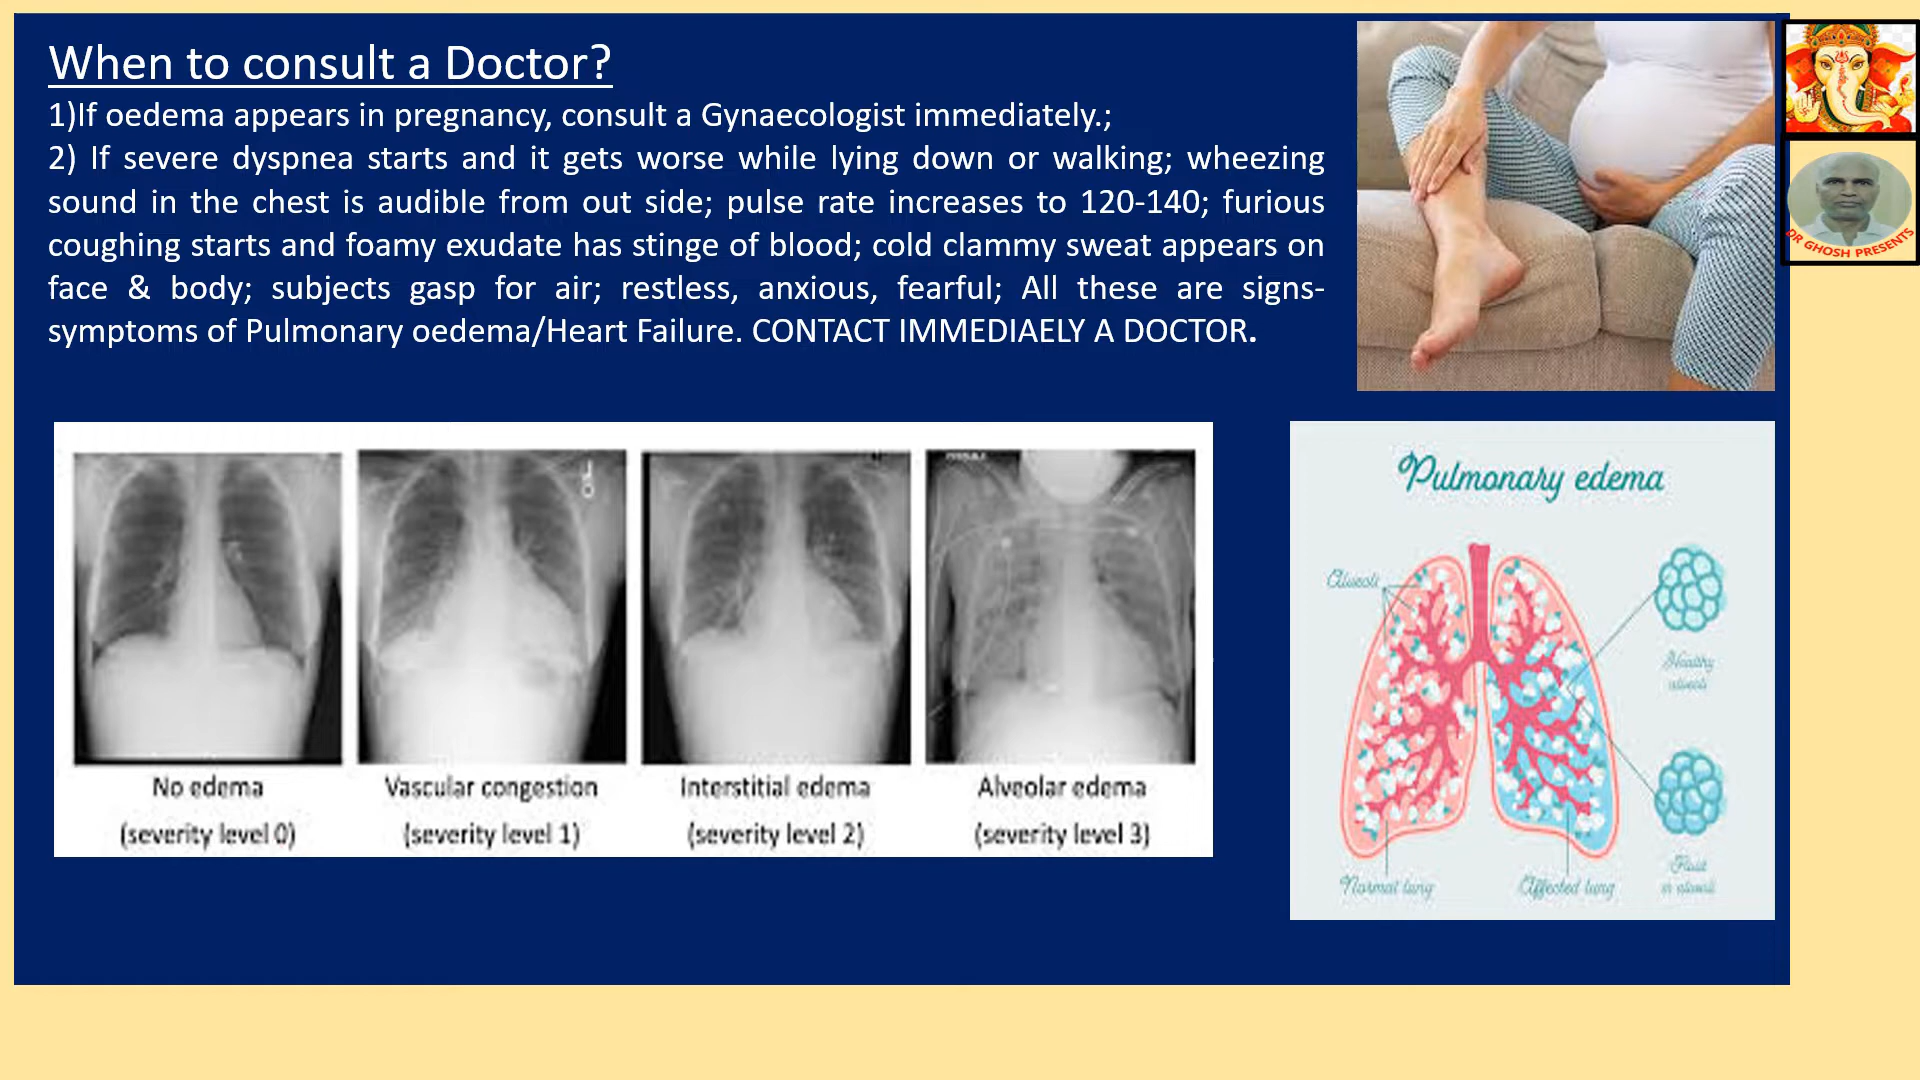 When to consult a Doctor?
1)If oedema appears in pregnancy, consult a Gynaecologist immediately.;
2) If severe dyspnea starts and it gets worse while lying down or walking; wheezing
sound in the chest is audible from out side; pulse rate increases to 120-140; furious
coughing starts and foamy exudate has stinge of blood; cold clammy sweat appears on
face & body; subjects gasp for air; restless, anxious, fearful; All these are signs-
symptoms of Pulmonary oedema/Heart Failure. CONTACT IMMEDIAELY A DOCTOR.
DR GHOSH PRESENTS
No edema
(severity level 0)
Vascular congestion
(severity level 1)
Interstitial edema
(severity level 2)
Alveolar edema
(severity level 3)
Pulmonary edema
Alveoli
Healthy
alveoli
Fluid
in alveoli
Normal lung
Affected lung